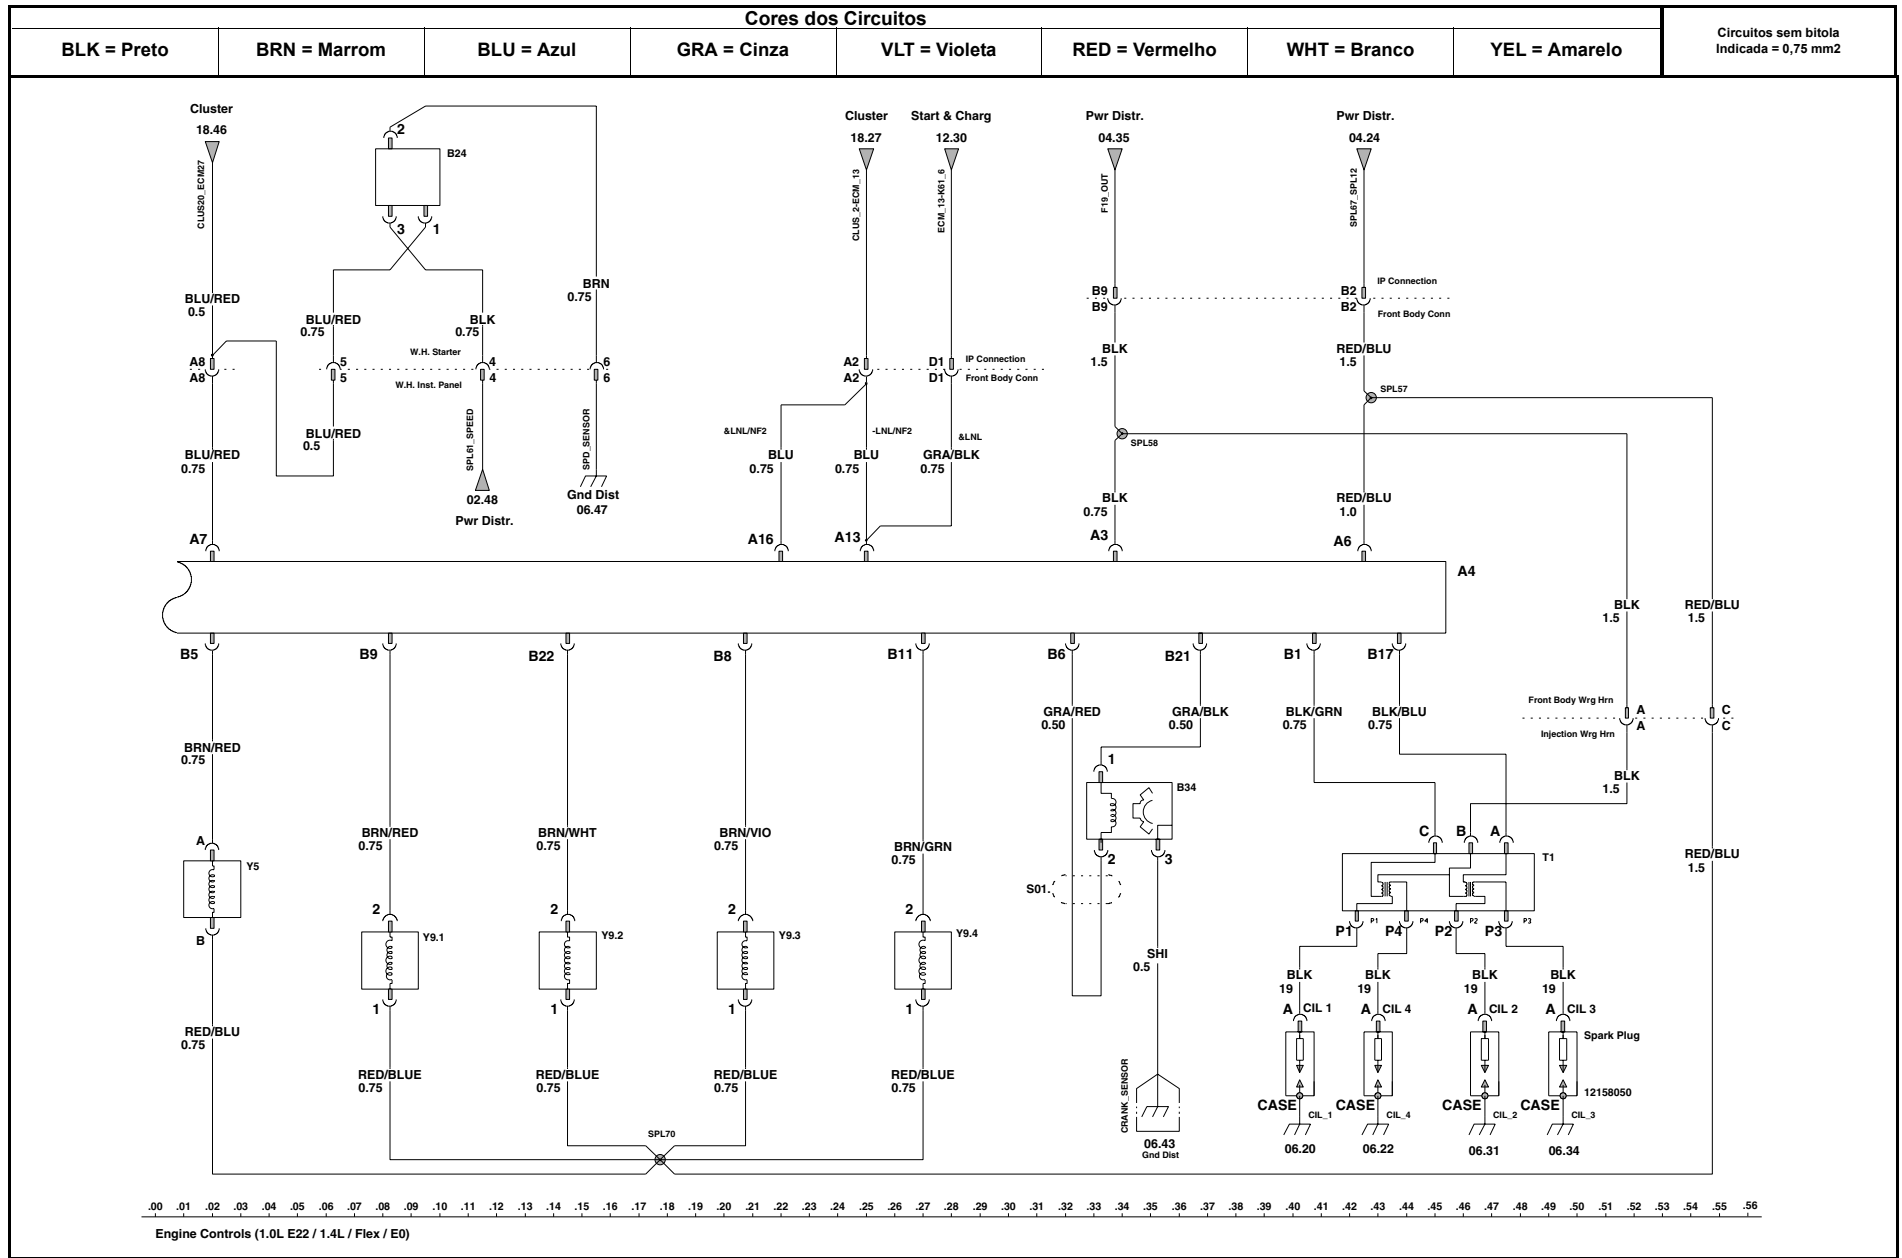 Cores dos Circuitos
BLK = Preto
BRN = Marrom
BLU = Azul
GRA = Cinza
VLT = Violeta
RED = Vermelho
WHT = Branco
YEL = Amarelo
Circuitos sem bitola
Indicada = 0,75 mm2
Cluster
18.46
CLUS20_ECM27
2
B24
3
1
Cluster
18.27
CLUS_2-ECM_13
Start & Charg
12.30
ECM_13-K61_6
Pwr Distr.
04.35
F19_OUT
Pwr Distr.
04.24
SPL67_SPL12
BLU/RED
0.5
BLU/RED
0.75
BLK
0.75
BRN
0.75
B9
B9
B2
B2
IP Connection
Front Body Conn
A8
A8
5
5
W.H. Starter
W.H. Inst. Panel
4
4
6
6
A2
A2
D1
D1
IP Connection
Front Body Conn
BLK
1.5
RED/BLU
1.5
SPL57
SPL58
BLU/RED
0.75
BLU/RED
0.5
SPL61_SPEED
02.48
Pwr Distr.
SPD_SENSOR
Gnd Dist
06.47
&LNL/NF2
-LNL/NF2
&LNL
BLU
0.75
BLU
0.75
GRA/BLK
0.75
BLK
0.75
RED/BLU
1.0
A7
A16
A13
A3
A6
A4
BLK
1.5
RED/BLU
1.5
B5
B9
B22
B8
B11
B6
B21
B1
B17
GRA/RED
0.50
GRA/BLK
0.50
BLK/GRN
0.75
BLK/BLU
0.75
Front Body Wrg Hrn
Injection Wrg Hrn
A
A
C
C
BRN/RED
0.75
BLK
1.5
1
B34
2
3
S01.
BRN/RED
0.75
BRN/WHT
0.75
BRN/VIO
0.75
BRN/GRN
0.75
C
B
A
T1
RED/BLU
1.5
A
Y5
B
2
Y9.1
1
2
Y9.2
1
2
Y9.3
1
2
Y9.4
1
P1
P4
P2
P3
P1
P4
P2
P3
SHI
0.5
BLK
19
BLK
19
BLK
19
BLK
19
A
CIL 1
A
CIL 4
A
CIL 2
A
CIL 3
Spark Plug
12158050
RED/BLU
0.75
RED/BLUE
0.75
RED/BLUE
0.75
RED/BLUE
0.75
RED/BLUE
0.75
CASE
CIL_1
CASE
CIL_4
CASE
CIL_2
CASE
CIL_3
06.20
06.22
06.31
06.34
CRANK_SENSOR
06.43
Gnd Dist
SPL70
.00 .01 .02 .03 .04 .05 .06 .07 .08 .09 .10 .11 .12 .13 .14 .15 .16 .17 .18 .19 .20 .21 .22 .23 .24 .25 .26 .27 .28 .29 .30 .31 .32 .33 .34 .35 .36 .37 .38 .39 .40 .41 .42 .43 .44 .45 .46 .47 .48 .49 .50 .51 .52 .53 .54 .55 .56
Engine Controls (1.0L E22 / 1.4L / Flex / E0)